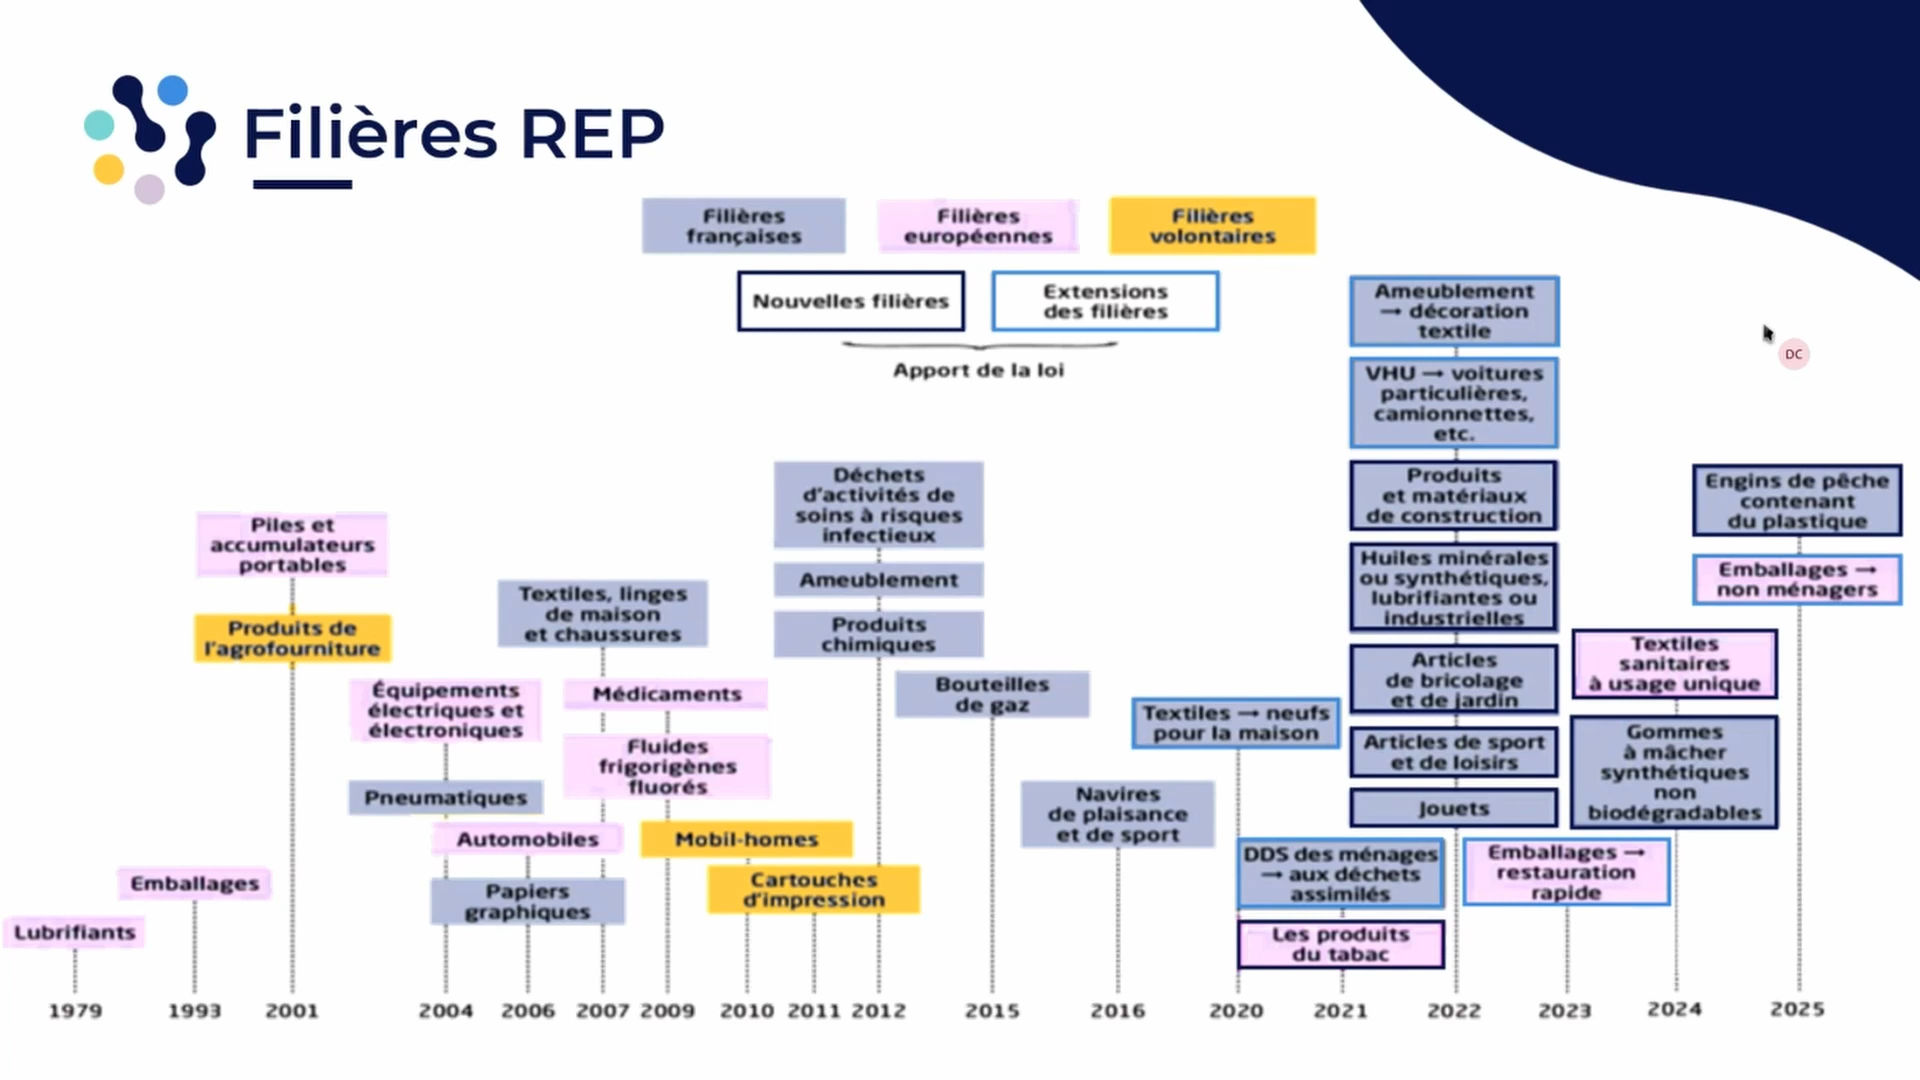 Filières REP
Filières
françaises
Filières
européennes
Filières
volontaires
Nouvelles filières
Extensions
des filières
Apport de la loi
Ameublement
→ décoration
textile
DC
VHU → voitures
particulières,
camionnettes,
etc.
Produits
et matériaux
de construction
Huiles minérales
ou synthétiques,
lubrifiantes ou
industrielles
Articles
de bricolage
et de jardin
Articles de sport
et de loisirs
Jouets
Engins de pêche
contenant
du plastique
Emballages →
non ménagers
Textiles
sanitaires
à usage unique
Gommes
à mâcher
synthétiques
non
biodégradables
Déchets
d'activités de
soins à risques
infectieux
Ameublement
Produits
chimiques
Bouteilles
de gaz
Piles et
accumulateurs
portables
Produits de
l'agrofourniture
Textiles, linges
de maison
et chaussures
Équipements
électriques et
électroniques
Médicaments
Fluides
frigorigènes
fluorés
Pneumatiques
Automobiles
Mobil-homes
Cartouches
d'impression
Papiers
graphiques
Textiles → neufs
pour la maison
Navires
de plaisance
et de sport
DDS des ménages
→ aux déchets
assimilés
Emballages →
restauration
rapide
Les produits
du tabac
Emballages
Lubrifiants
1979 1993 2001 2004 2006 2007 2009 2010 2011 2012 2015 2016 2020 2021 2022 2023 2024 2025